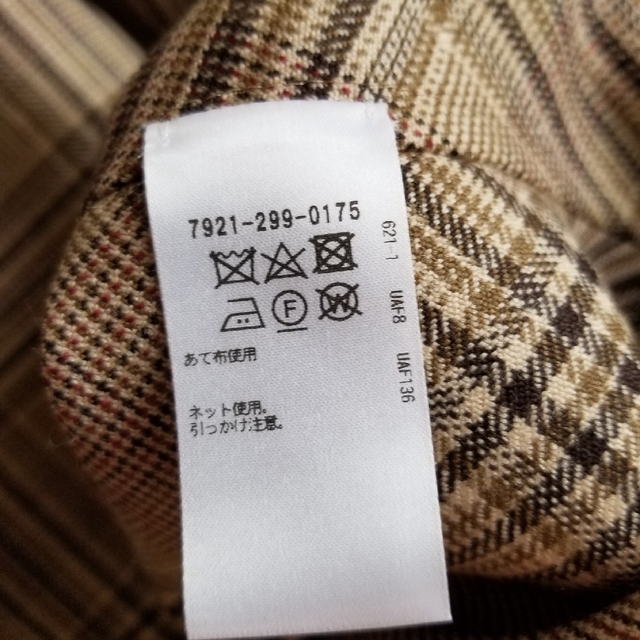 7921-299-0175
F
W
あて布使用
ネット使用。
引っかけ注意。
621-1 UA-B UAF136